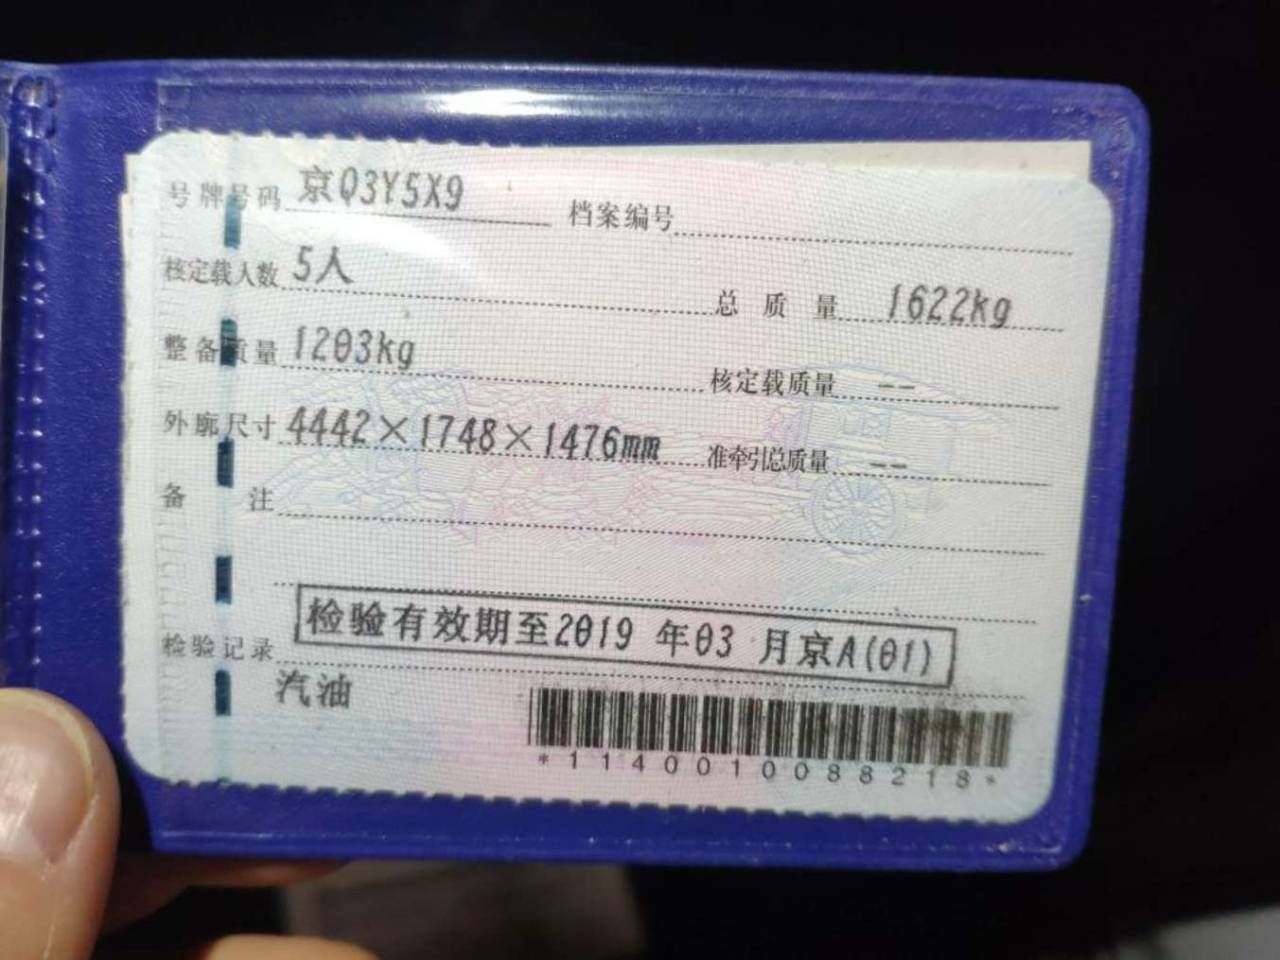 号牌号码 京Q3Y5X9 档案编号
核定载人数 5人 总质量 1622kg
整备质量 1203kg 核定载质量 --
外廓尺寸 4442×1748×1476mm 准牵引总质量 --
备注
检验记录 检验有效期至2019 年03 月京A(01)
汽油
*1140010088218*